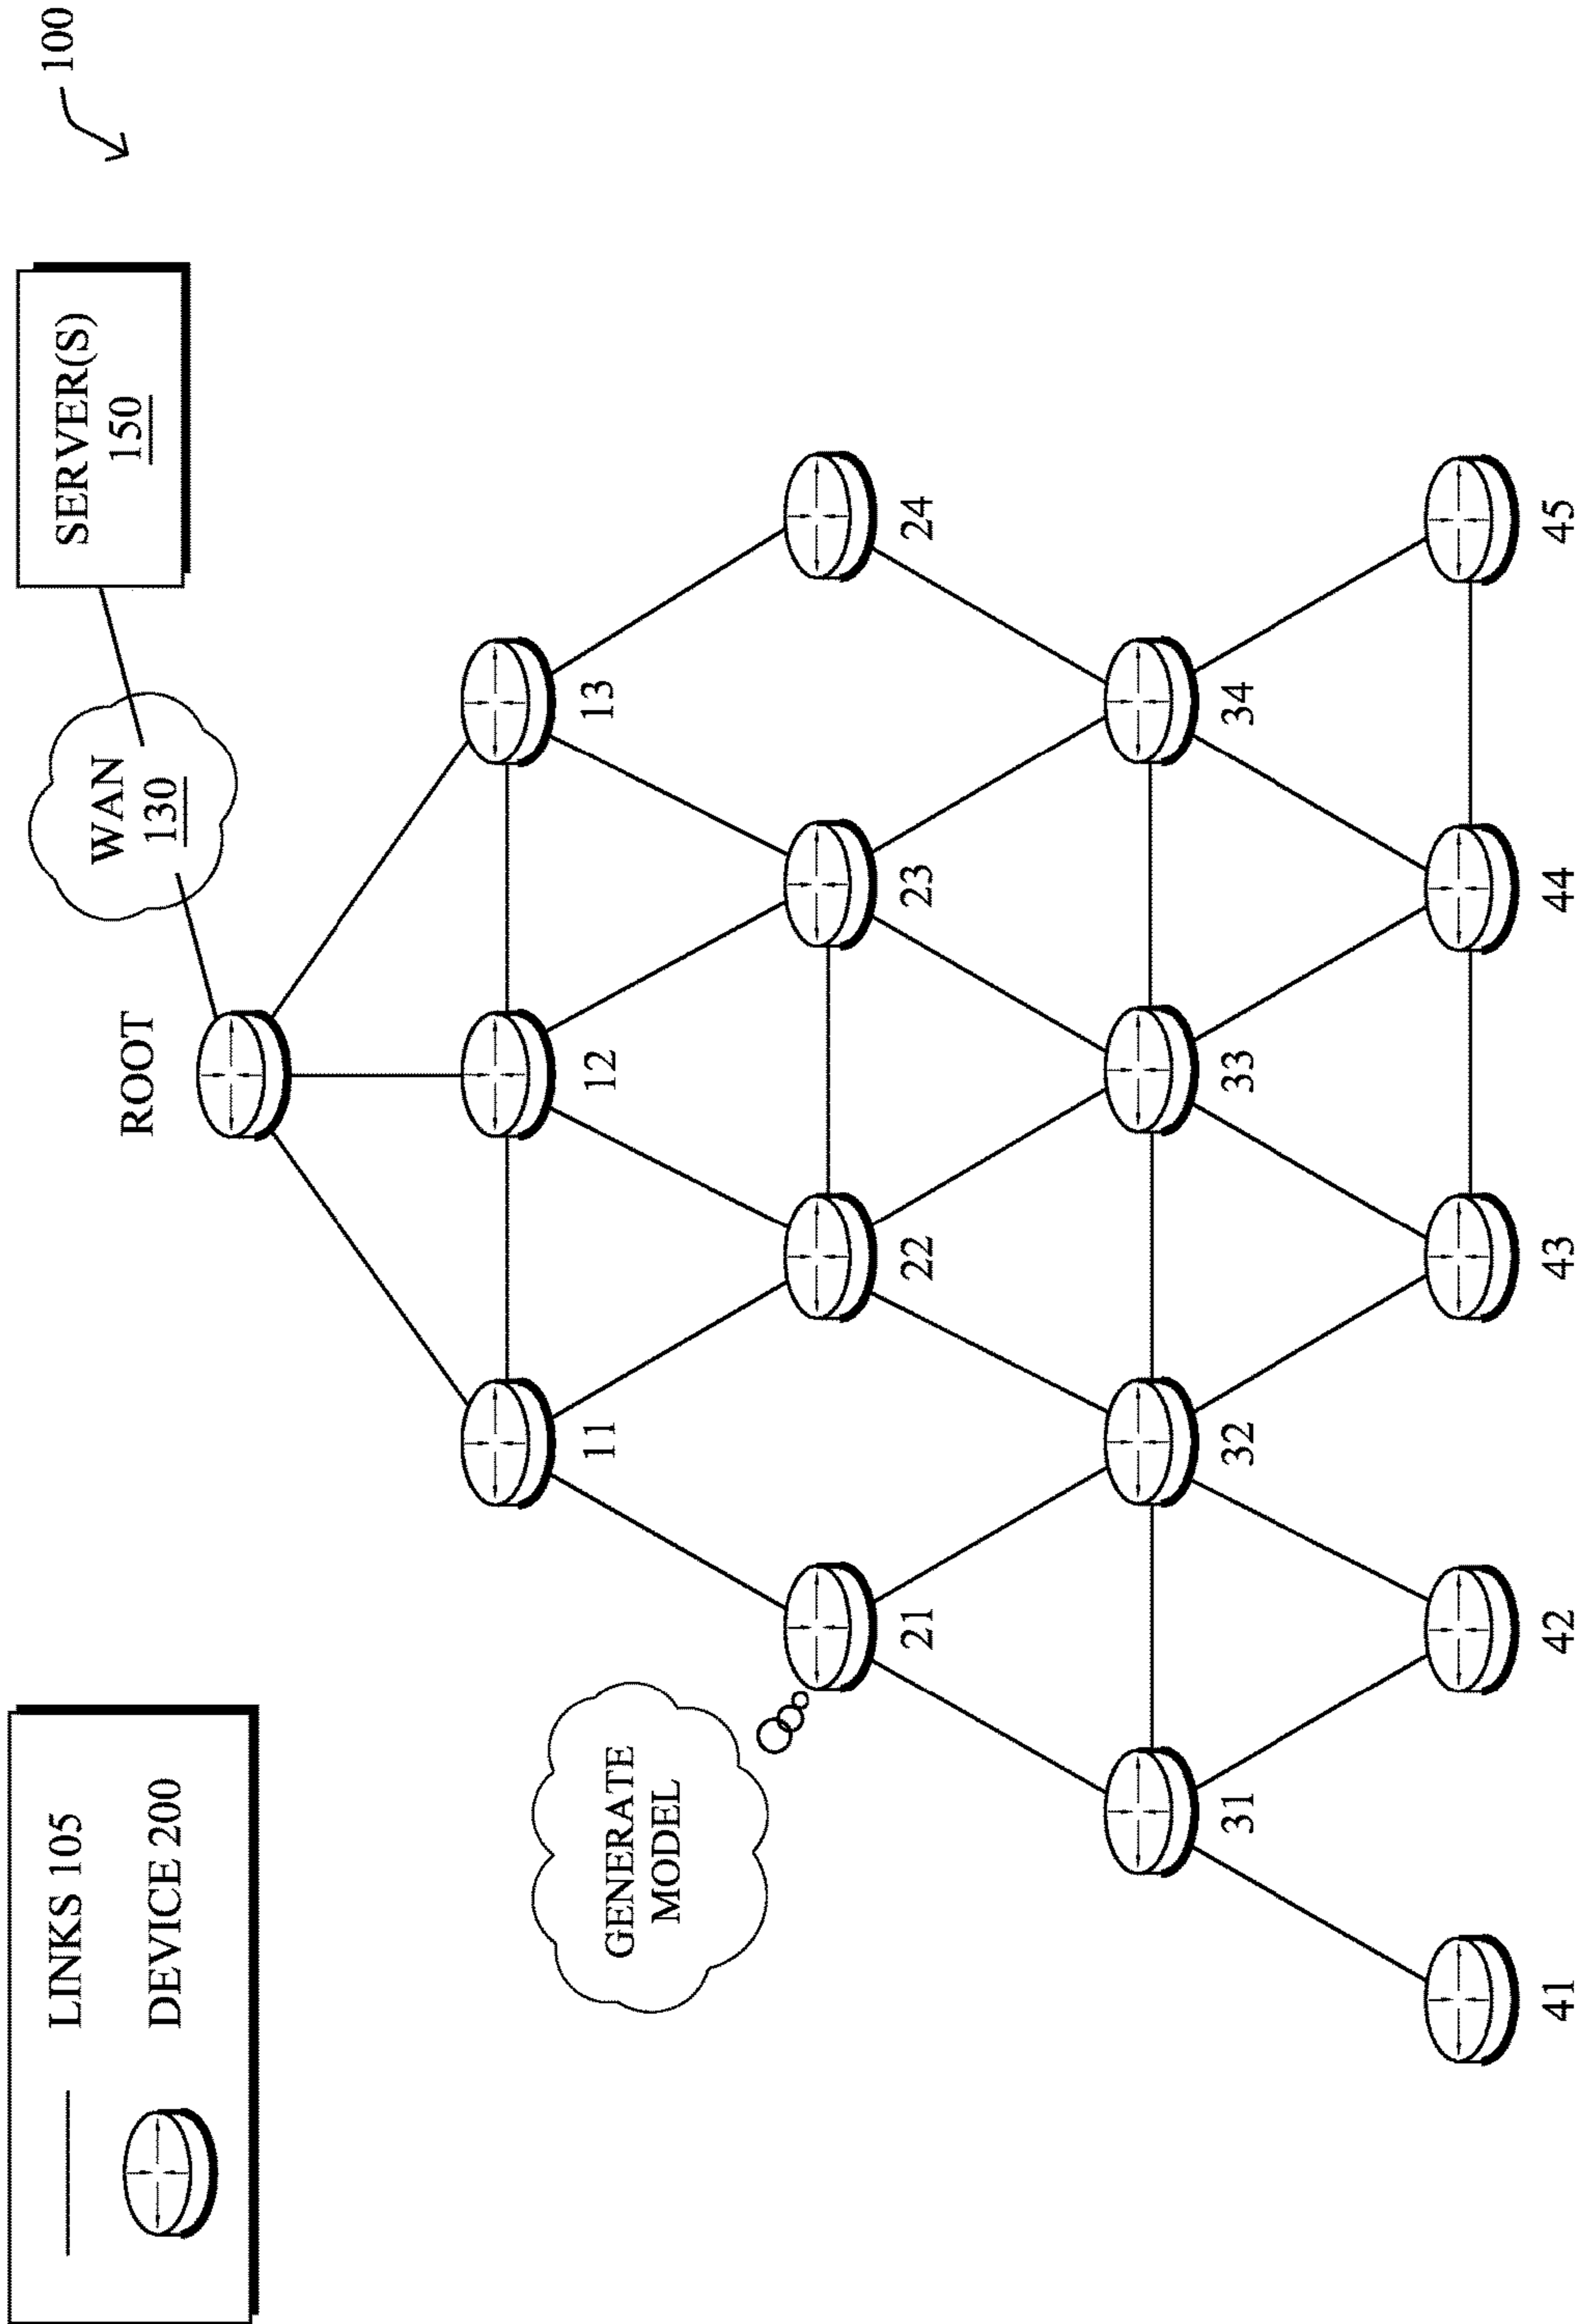 LINKS 105
DEVICE 200
SERVER(S)
150
100
WAN
130
ROOT
11
12
13
GENERATE
MODEL
21
22
23
24
31
32
33
34
41
42
43
44
45